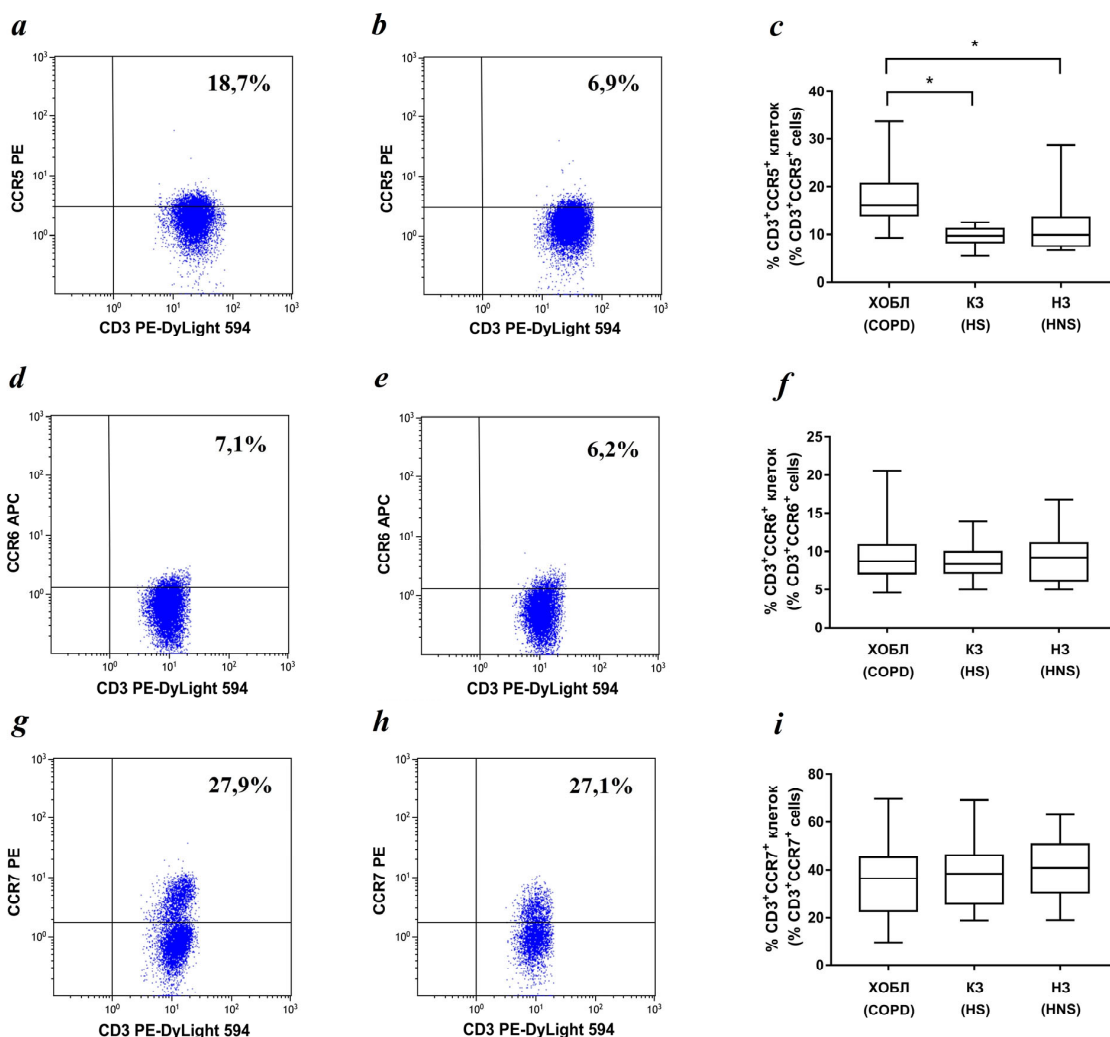 a
18,7%
CCR5 PE
10³
10²
10¹
10⁰
10⁰ 10¹ 10² 10³
CD3 PE-DyLight 594
b
6,9%
CCR5 PE
10³
10²
10¹
10⁰
10⁰ 10¹ 10² 10³
CD3 PE-DyLight 594
c
*
*
% CD3⁺CCR5⁺ клеток
(% CD3⁺CCR5⁺ cells)
40
30
20
10
0
ХОБЛ КЗ НЗ
(COPD) (HS) (HNS)
d
7,1%
CCR6 APC
10³
10²
10¹
10⁰
10⁰ 10¹ 10² 10³
CD3 PE-DyLight 594
e
6,2%
CCR6 APC
10³
10²
10¹
10⁰
10⁰ 10¹ 10² 10³
CD3 PE-DyLight 594
f
% CD3⁺CCR6⁺ клеток
(% CD3⁺CCR6⁺ cells)
25
20
15
10
5
0
ХОБЛ КЗ НЗ
(COPD) (HS) (HNS)
g
27,9%
CCR7 PE
10³
10²
10¹
10⁰
10⁰ 10¹ 10² 10³
CD3 PE-DyLight 594
h
27,1%
CCR7 PE
10³
10²
10¹
10⁰
10⁰ 10¹ 10² 10³
CD3 PE-DyLight 594
i
% CD3⁺CCR7⁺ клеток
(% CD3⁺CCR7⁺ cells)
80
60
40
20
0
ХОБЛ КЗ НЗ
(COPD) (HS) (HNS)